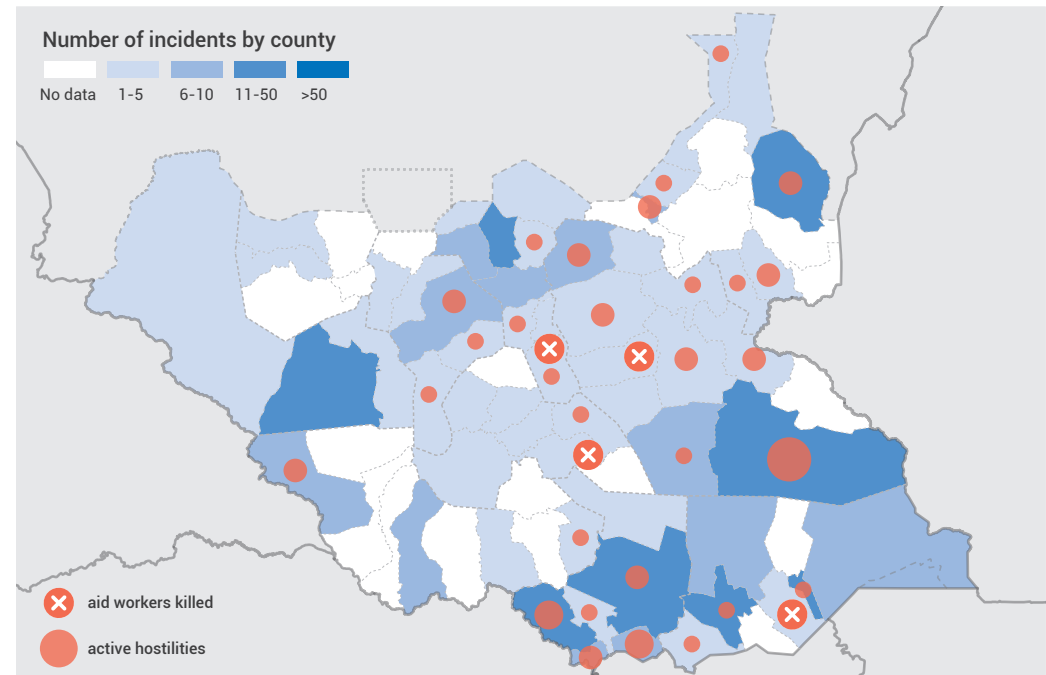 Number of incidents by county
No data 1-5 6-10 11-50 >50
aid workers killed
active hostilities